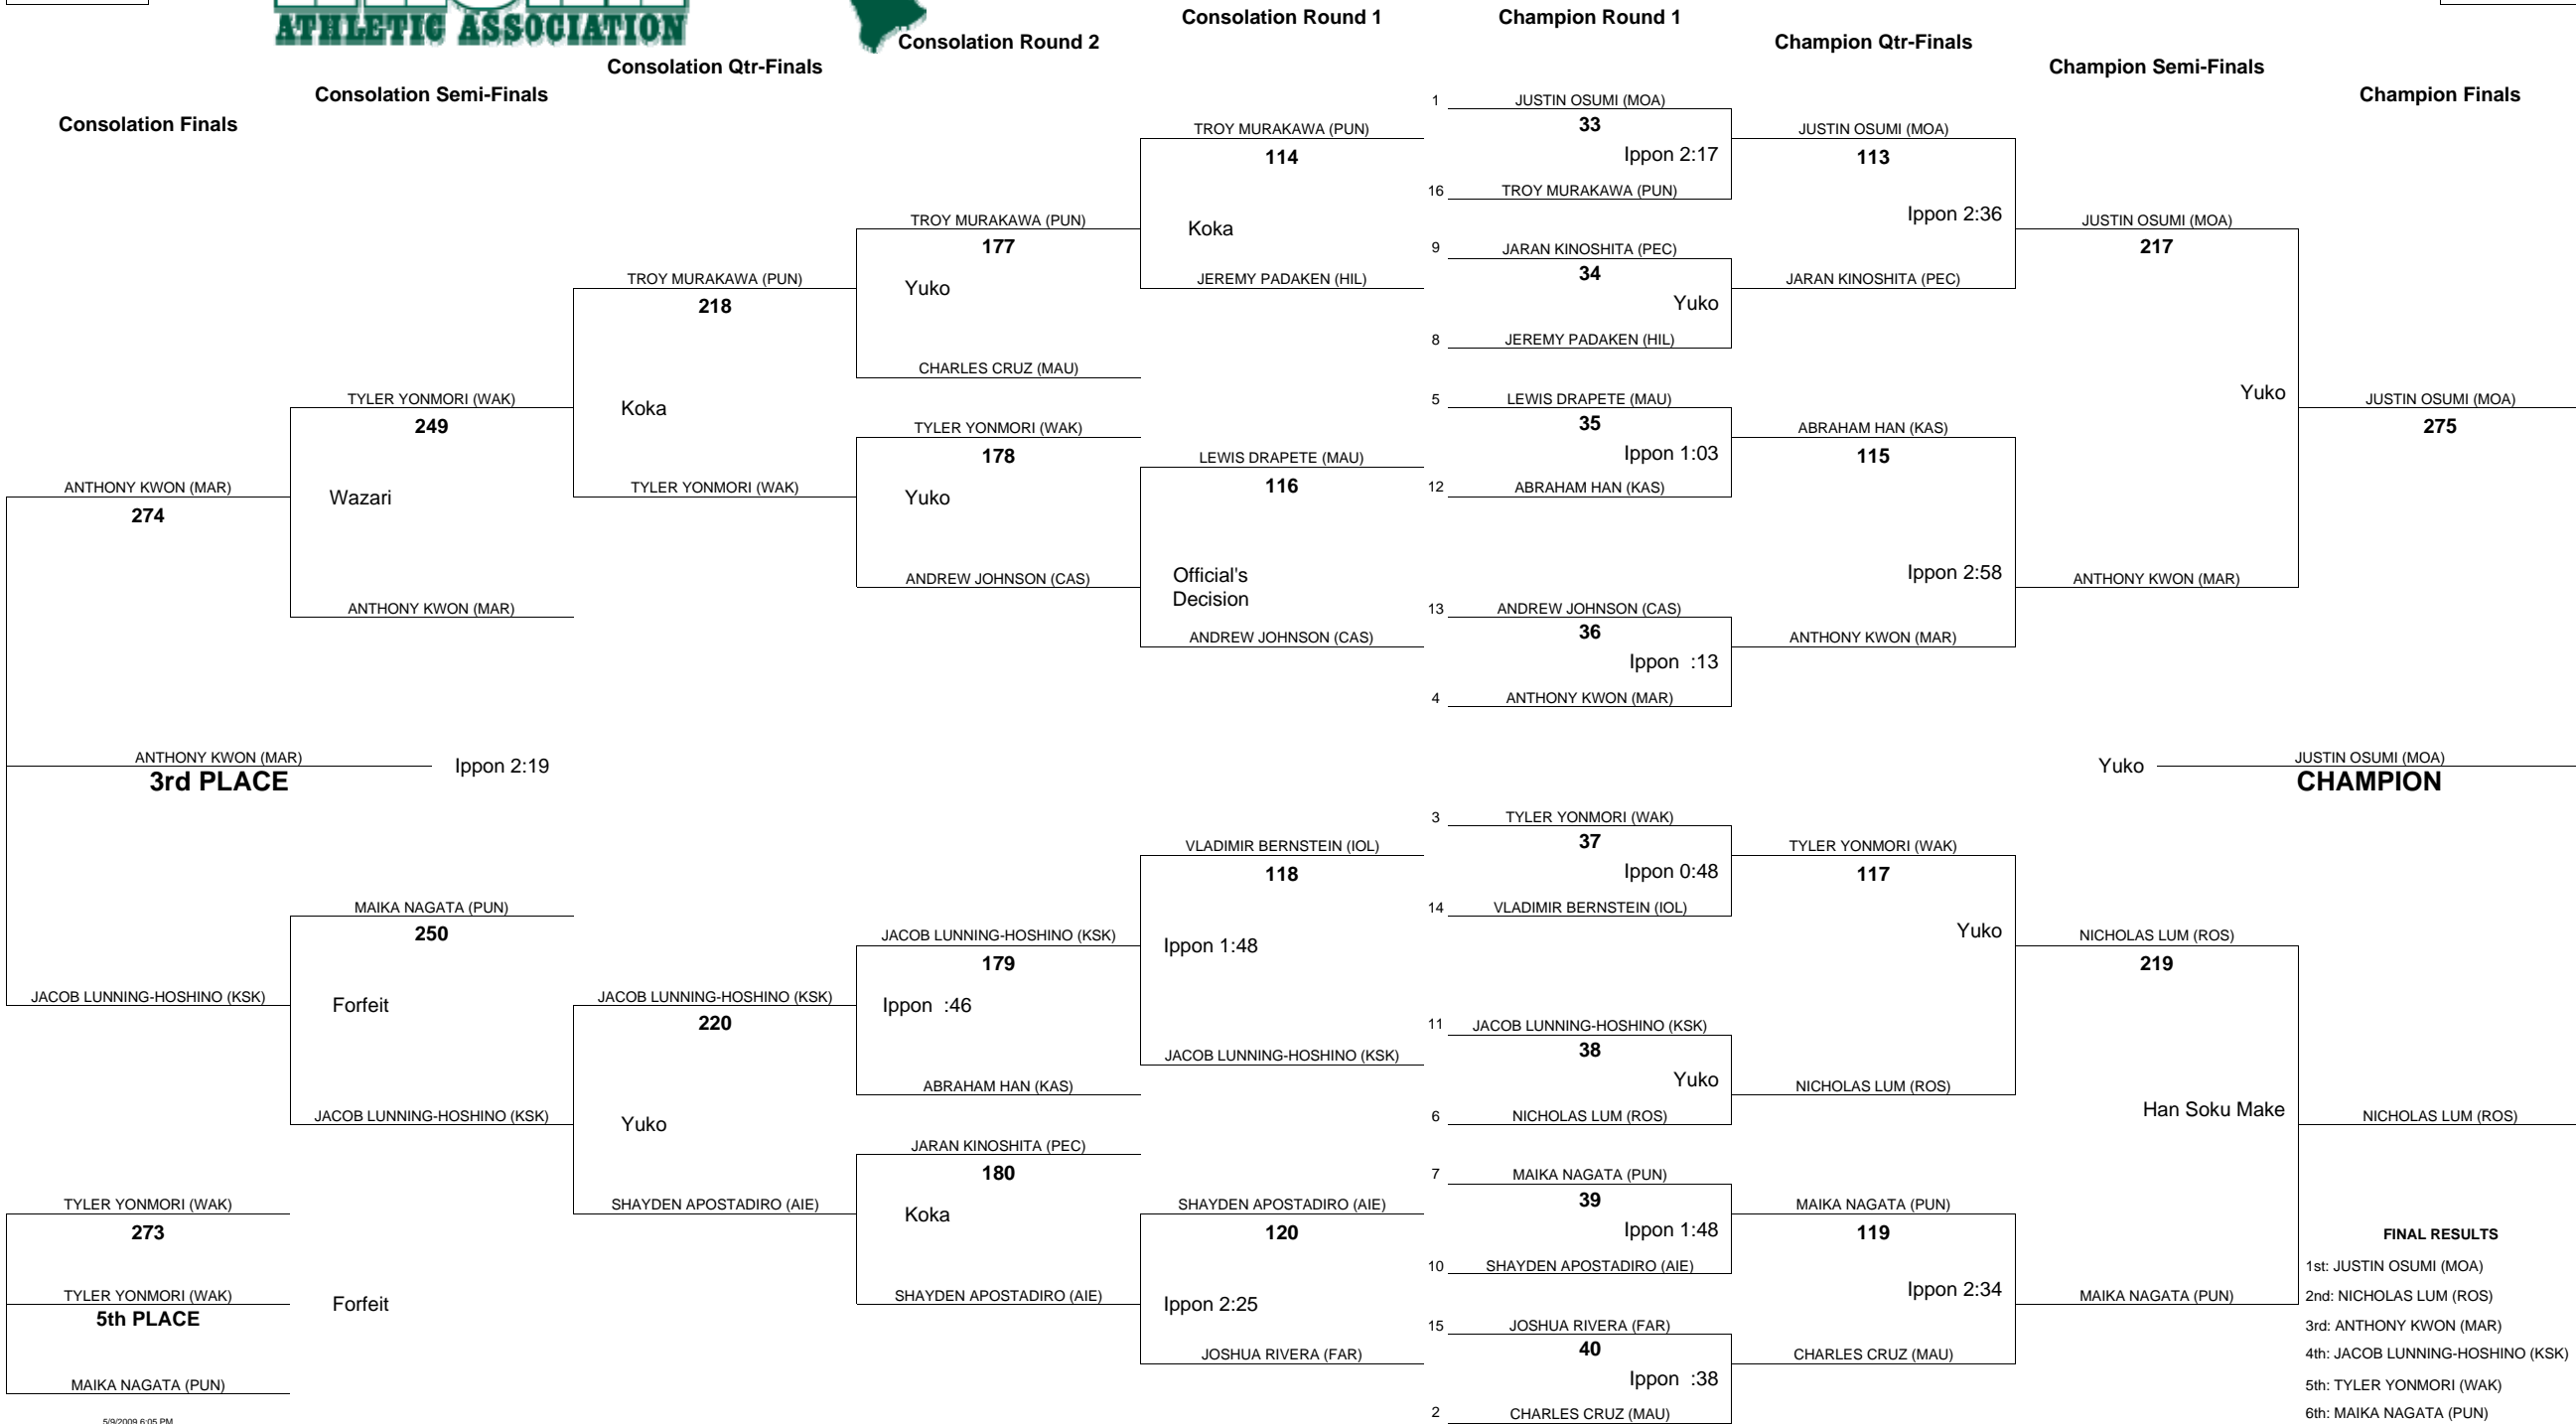 ATHLETIC ASSOCIATION
Consolation Round 1
Champion Round 1
Consolation Round 2
Champion Qtr-Finals
Consolation Qtr-Finals
Champion Semi-Finals
Consolation Semi-Finals
Champion Finals
Consolation Finals
1 JUSTIN OSUMI (MOA)
33
Ippon 2:17
16 TROY MURAKAWA (PUN)
9 JARAN KINOSHITA (PEC)
34
Yuko
8 JEREMY PADAKEN (HIL)
5 LEWIS DRAPETE (MAU)
35
Ippon 1:03
12 ABRAHAM HAN (KAS)
13 ANDREW JOHNSON (CAS)
36
Ippon :13
4 ANTHONY KWON (MAR)
3 TYLER YONMORI (WAK)
37
Ippon 0:48
14 VLADIMIR BERNSTEIN (IOL)
11 JACOB LUNNING-HOSHINO (KSK)
38
Yuko
6 NICHOLAS LUM (ROS)
7 MAIKA NAGATA (PUN)
39
Ippon 1:48
10 SHAYDEN APOSTADIRO (AIE)
15 JOSHUA RIVERA (FAR)
40
Ippon :38
2 CHARLES CRUZ (MAU)
JUSTIN OSUMI (MOA)
113
Ippon 2:36
JARAN KINOSHITA (PEC)
ABRAHAM HAN (KAS)
115
Ippon 2:58
ANTHONY KWON (MAR)
TYLER YONMORI (WAK)
117
Yuko
NICHOLAS LUM (ROS)
MAIKA NAGATA (PUN)
119
Ippon 2:34
CHARLES CRUZ (MAU)
JUSTIN OSUMI (MOA)
217
Yuko
ANTHONY KWON (MAR)
NICHOLAS LUM (ROS)
219
Han Soku Make
MAIKA NAGATA (PUN)
JUSTIN OSUMI (MOA)
275
Yuko
JUSTIN OSUMI (MOA)
CHAMPION
NICHOLAS LUM (ROS)
TROY MURAKAWA (PUN)
114
Koka
JEREMY PADAKEN (HIL)
LEWIS DRAPETE (MAU)
116
Official's
Decision
ANDREW JOHNSON (CAS)
VLADIMIR BERNSTEIN (IOL)
118
Ippon 1:48
JACOB LUNNING-HOSHINO (KSK)
SHAYDEN APOSTADIRO (AIE)
120
Ippon 2:25
JOSHUA RIVERA (FAR)
TROY MURAKAWA (PUN)
177
Yuko
CHARLES CRUZ (MAU)
TYLER YONMORI (WAK)
178
Yuko
ANDREW JOHNSON (CAS)
JACOB LUNNING-HOSHINO (KSK)
179
Ippon :46
ABRAHAM HAN (KAS)
JARAN KINOSHITA (PEC)
180
Koka
SHAYDEN APOSTADIRO (AIE)
TROY MURAKAWA (PUN)
218
Koka
TYLER YONMORI (WAK)
JACOB LUNNING-HOSHINO (KSK)
220
Yuko
SHAYDEN APOSTADIRO (AIE)
TYLER YONMORI (WAK)
249
Wazari
ANTHONY KWON (MAR)
MAIKA NAGATA (PUN)
250
Forfeit
JACOB LUNNING-HOSHINO (KSK)
ANTHONY KWON (MAR)
274
ANTHONY KWON (MAR)
3rd PLACE
Ippon 2:19
JACOB LUNNING-HOSHINO (KSK)
TYLER YONMORI (WAK)
273
TYLER YONMORI (WAK)
5th PLACE
Forfeit
MAIKA NAGATA (PUN)
FINAL RESULTS
1st: JUSTIN OSUMI (MOA)
2nd: NICHOLAS LUM (ROS)
3rd: ANTHONY KWON (MAR)
4th: JACOB LUNNING-HOSHINO (KSK)
5th: TYLER YONMORI (WAK)
6th: MAIKA NAGATA (PUN)
5/9/2009 6:05 PM